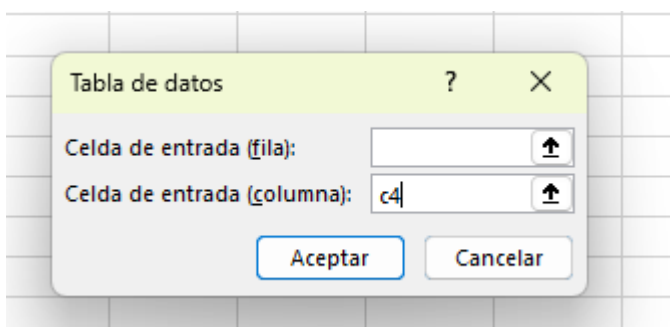 Tabla de datos ?
Celda de entrada (fila):
Celda de entrada (columna): c4
Aceptar Cancelar